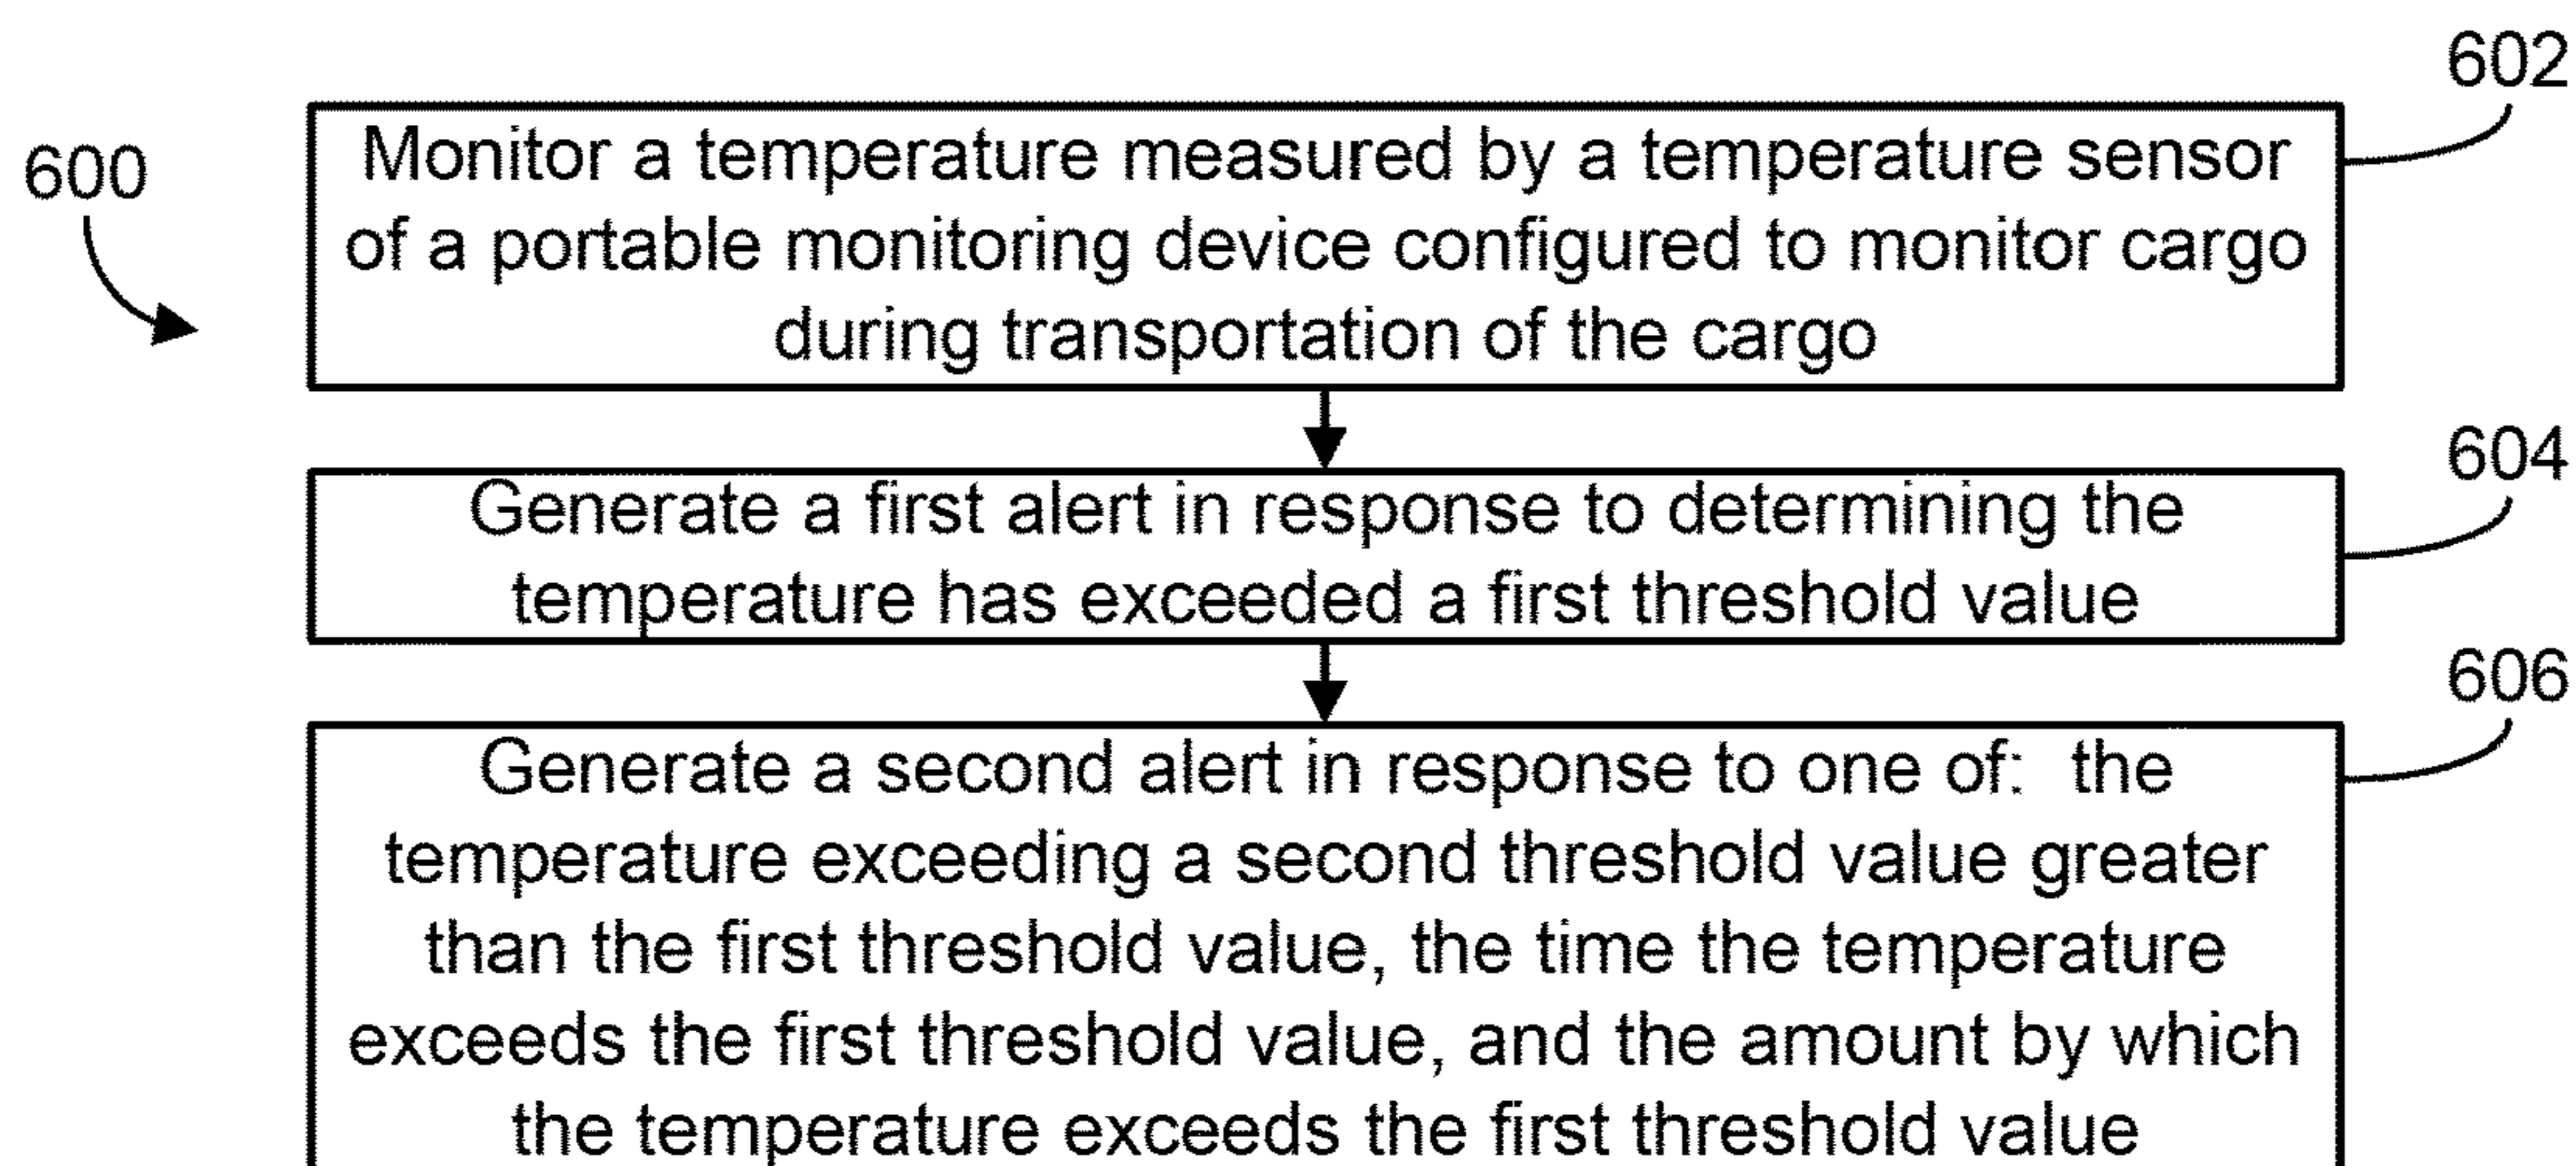 602
600
Monitor a temperature measured by a temperature sensor
of a portable monitoring device configured to monitor cargo
during transportation of the cargo
604
Generate a first alert in response to determining the
temperature has exceeded a first threshold value
606
Generate a second alert in response to one of: the
temperature exceeding a second threshold value greater
than the first threshold value, the time the temperature
exceeds the first threshold value, and the amount by which
the temperature exceeds the first threshold value